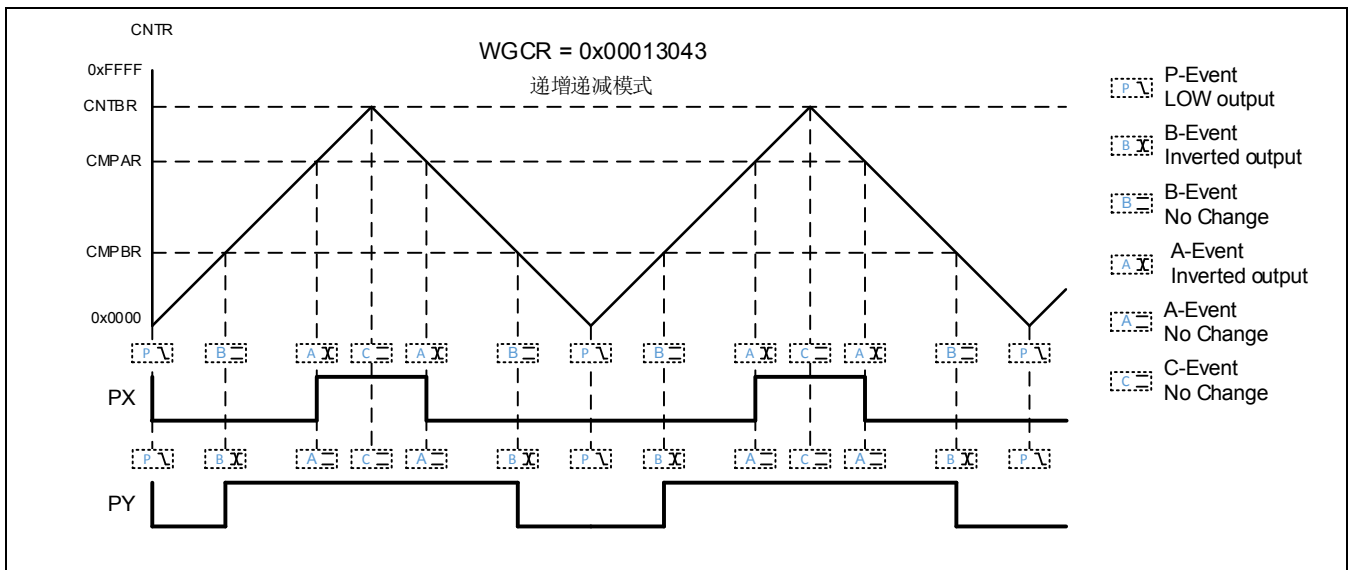 CNTR
WGCR = 0x00013043
递增递减模式
0xFFFF
CNTBR
CMPAR
CMPBR
0x0000
P B A C A B P B A C A B P
PX
P B A C A B P B A C A B P
PY
P P-Event
LOW output
B B-Event
Inverted output
B B-Event
No Change
A A-Event
Inverted output
A A-Event
No Change
C C-Event
No Change